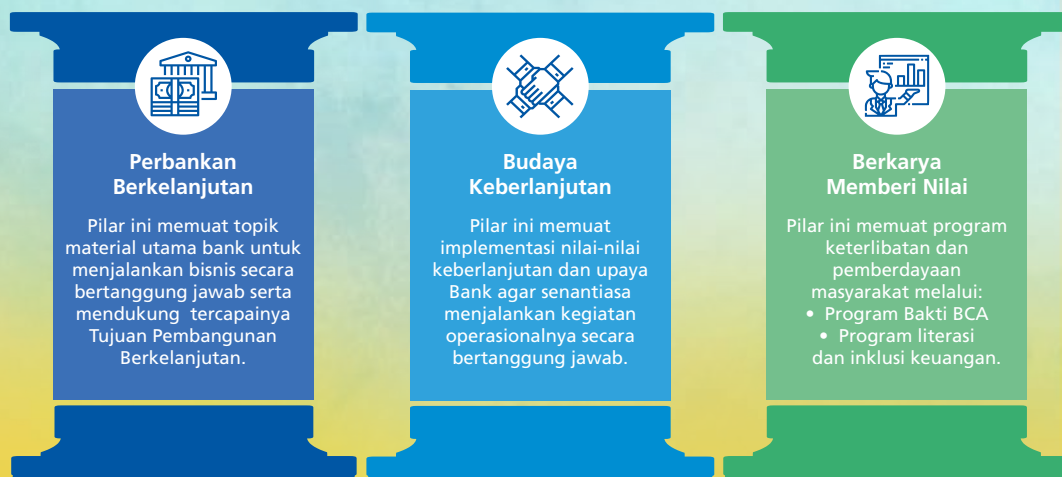 Perbankan
Berkelanjutan
Pilar ini memuat topik
material utama bank untuk
menjalankan bisnis secara
bertanggung jawab serta
mendukung tercapainya
Tujuan Pembangunan
Berkelanjutan.
Budaya
Keberlanjutan
Pilar ini memuat
implementasi nilai-nilai
keberlanjutan dan upaya
Bank agar senantiasa
menjalankan kegiatan
operasionalnya secara
bertanggung jawab.
Berkarya
Memberi Nilai
Pilar ini memuat program
keterlibatan dan
pemberdayaan
masyarakat melalui:
• Program Bakti BCA
• Program literasi
dan inklusi keuangan.